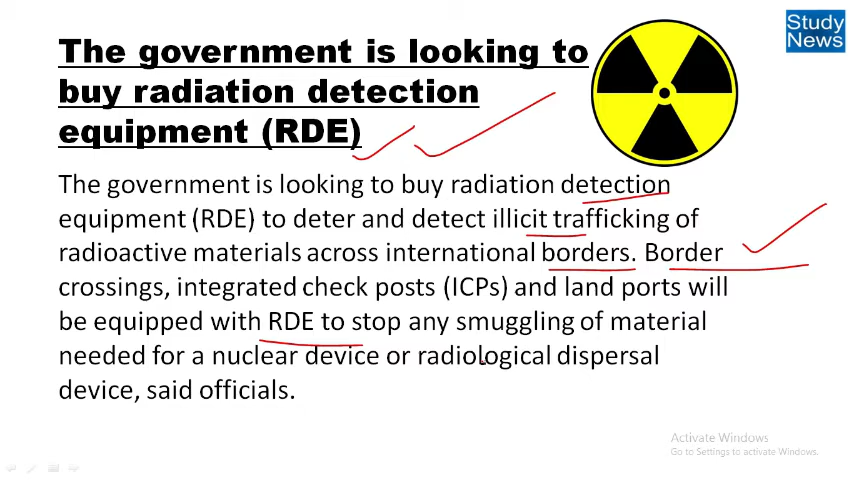 Study
News
The government is looking to
buy radiation detection
equipment (RDE)
The government is looking to buy radiation detection
equipment (RDE) to deter and detect illicit trafficking of
radioactive materials across international borders. Border
crossings, integrated check posts (ICPs) and land ports will
be equipped with RDE to stop any smuggling of material
needed for a nuclear device or radiological dispersal
device, said officials.
Activate Windows
Go to Settings to activate Windows.